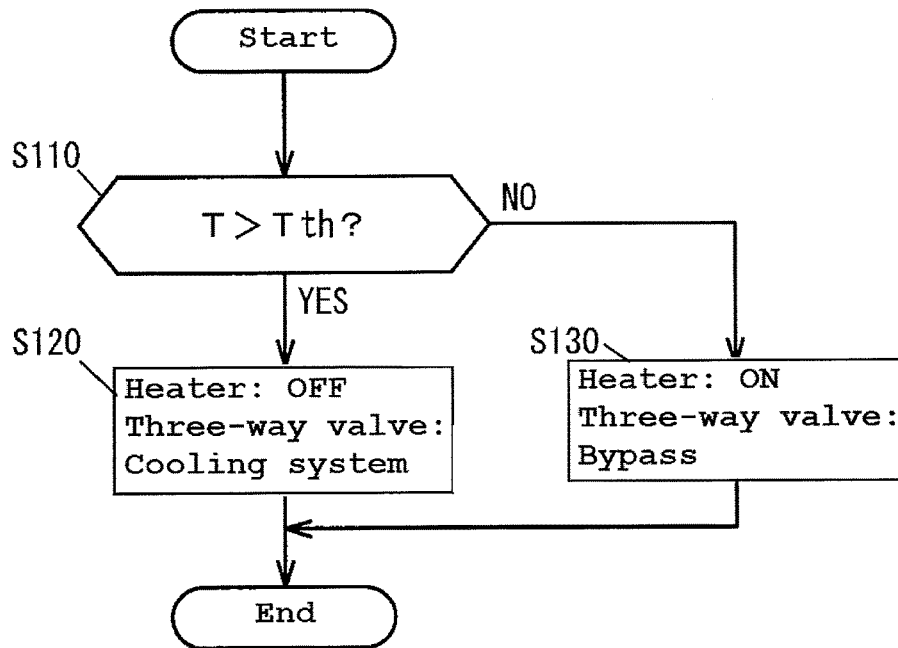 Start
S110
T > Tth?
NO
YES
S120
Heater: OFF
Three-way valve:
Cooling system
S130
Heater: ON
Three-way valve:
Bypass
End